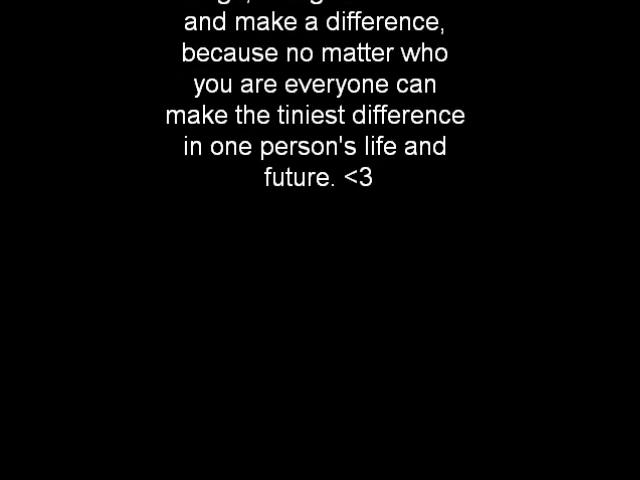 and make a difference,
because no matter who
you are everyone can
make the tiniest difference
in one person's life and
future. <3